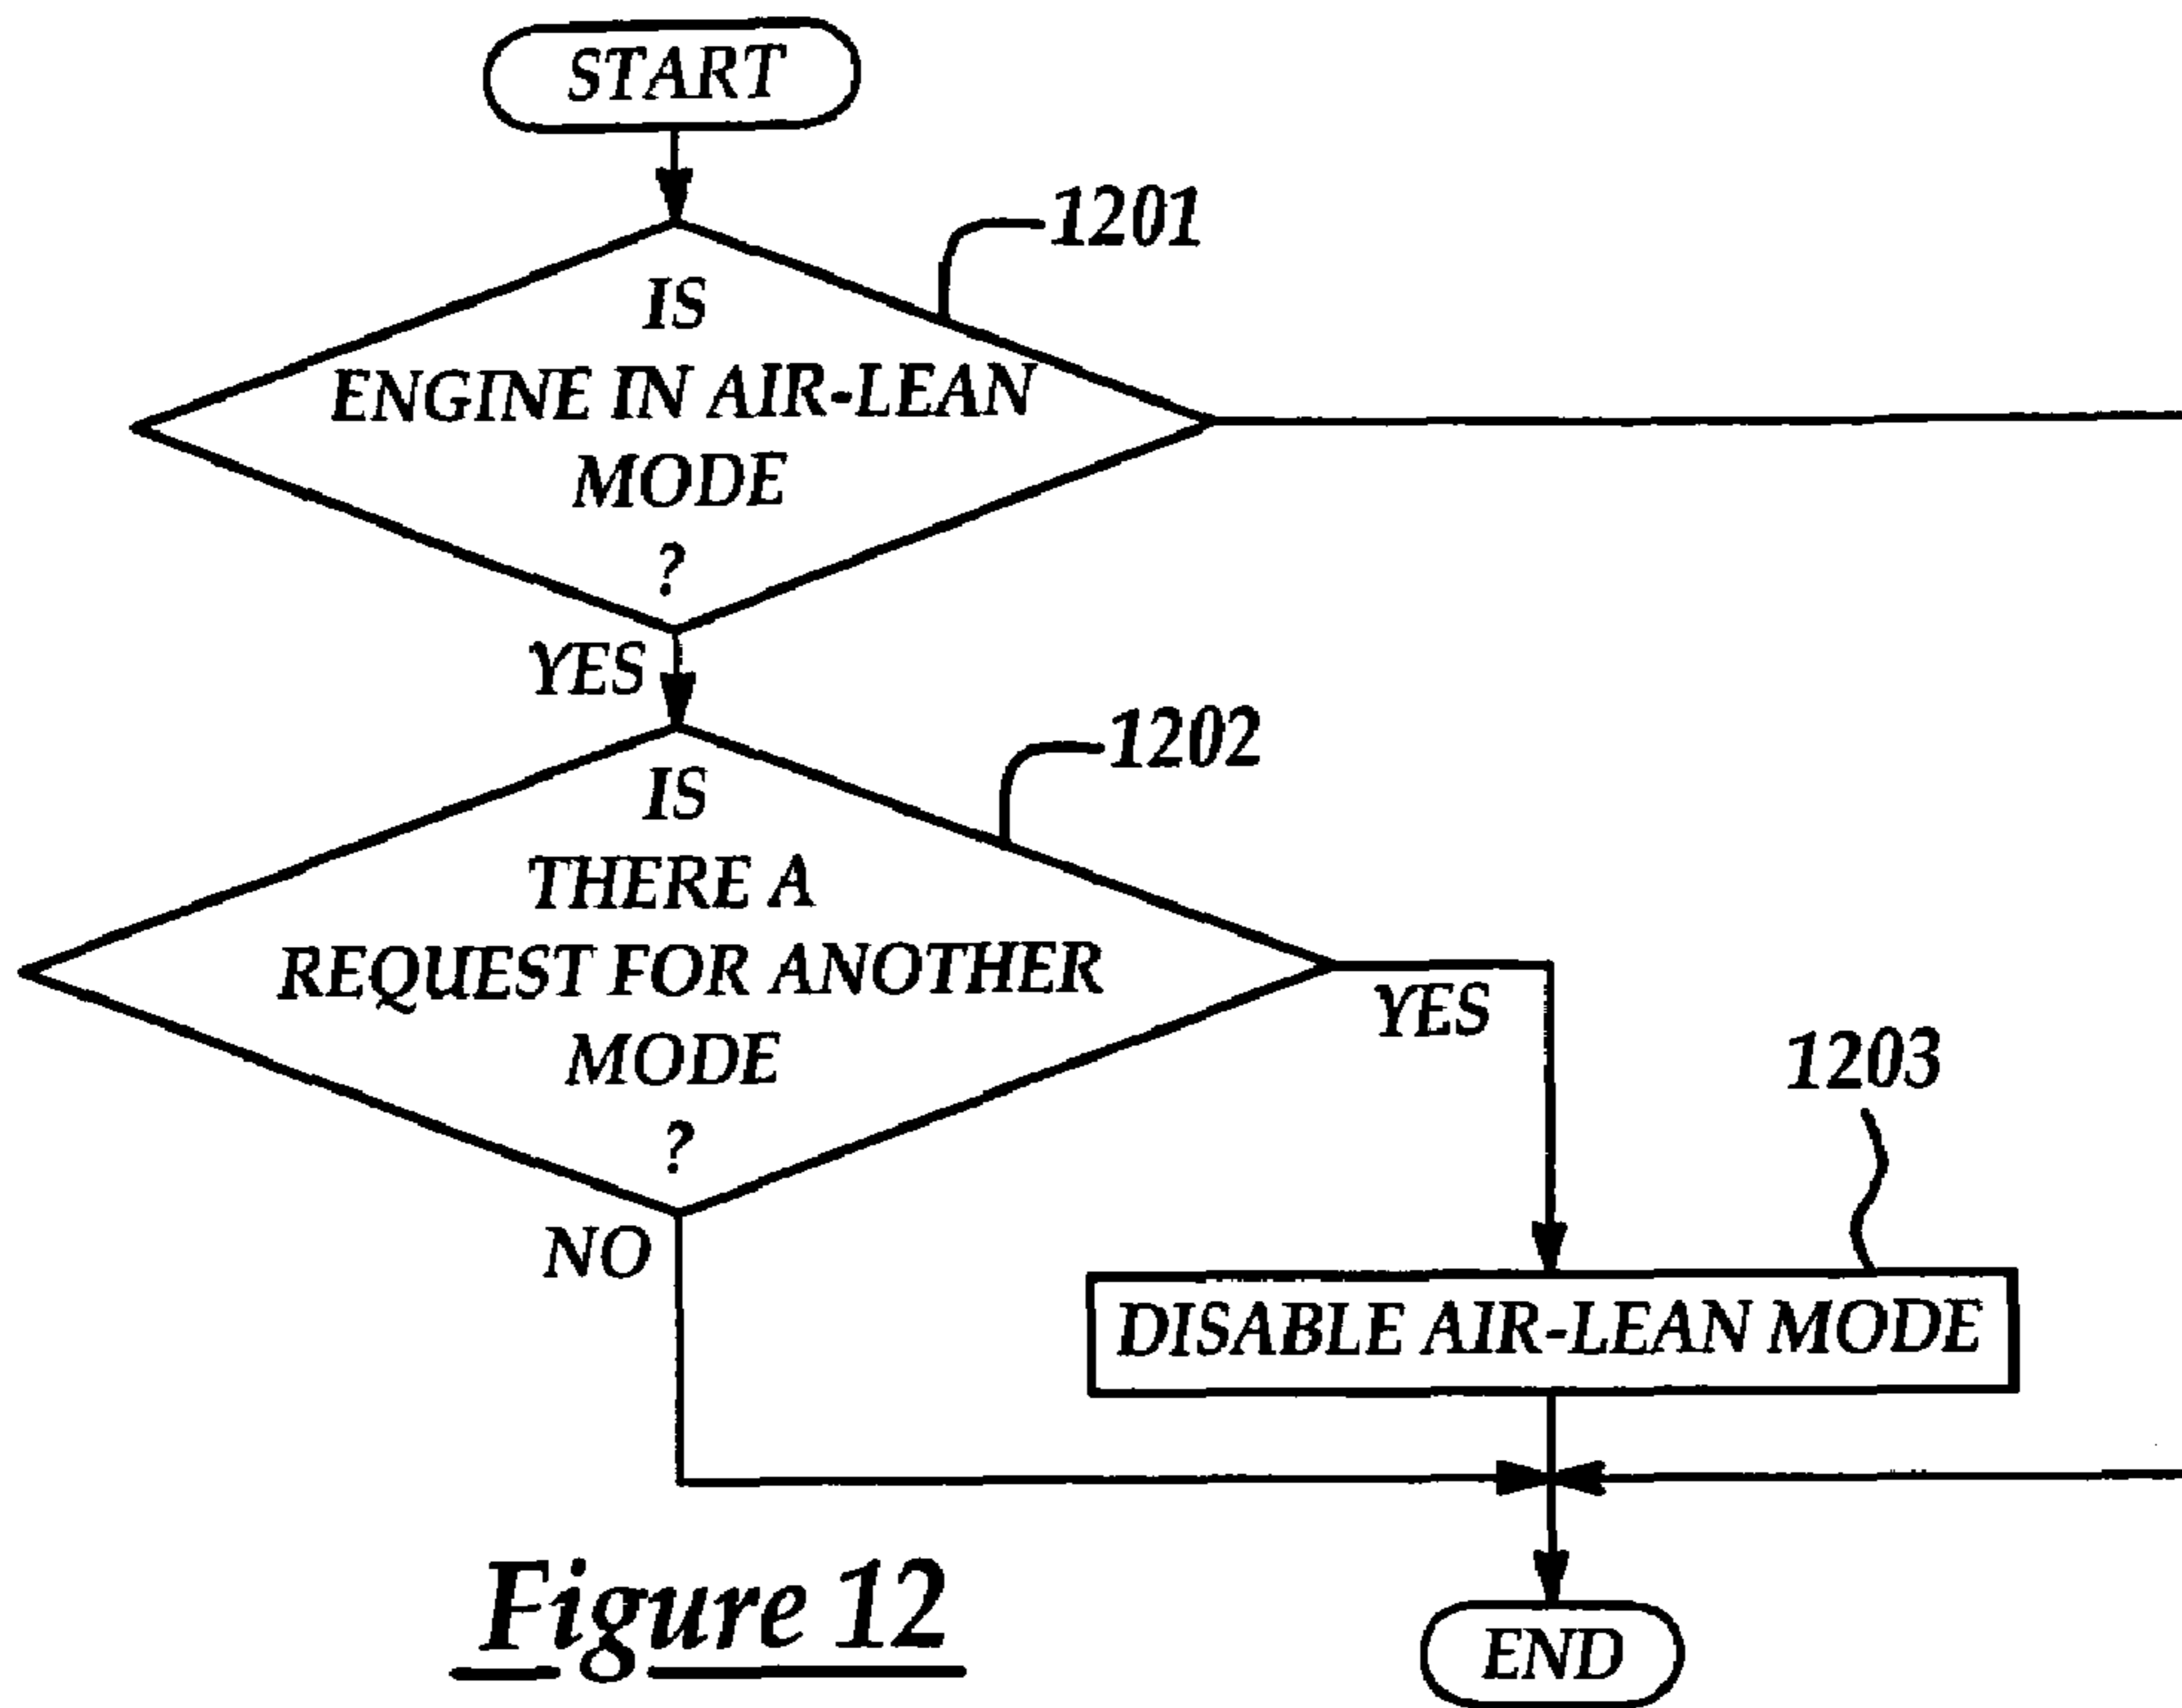 START
1201
IS
ENGINE IN AIR-LEAN
MODE
?
YES
1202
IS
THERE A
REQUEST FOR ANOTHER
MODE
?
YES
1203
NO
DISABLE AIR-LEAN MODE
END
Figure 12